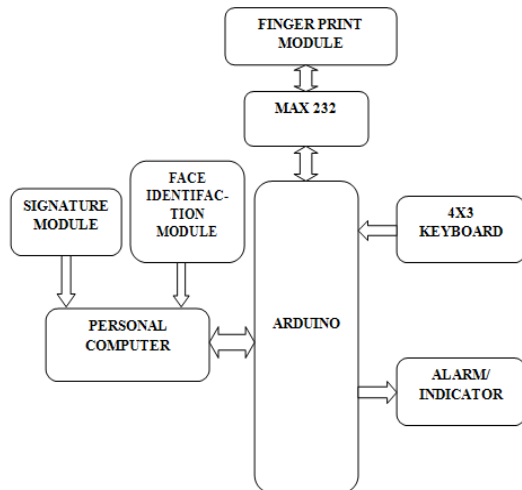 FINGER PRINT
MODULE
MAX 232
FACE
IDENTIFAC-
TION
MODULE
SIGNATURE
MODULE
4X3
KEYBOARD
ARDUINO
PERSONAL
COMPUTER
ALARM/
INDICATOR